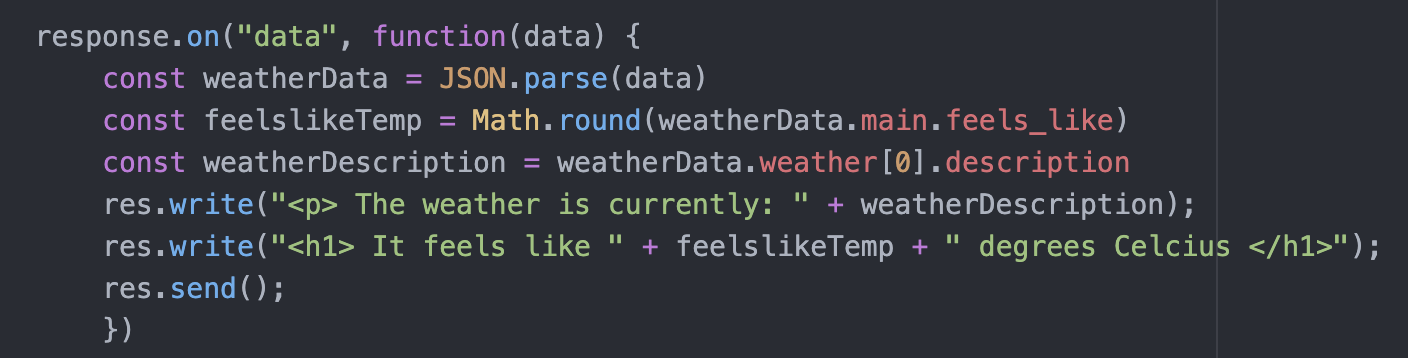 response.on("data", function(data) {
    const weatherData = JSON.parse(data)
    const feelslikeTemp = Math.round(weatherData.main.feels_like)
    const weatherDescription = weatherData.weather[0].description
    res.write("<p> The weather is currently: " + weatherDescription);
    res.write("<h1> It feels like " + feelslikeTemp + " degrees Celcius </h1>");
    res.send();
    })